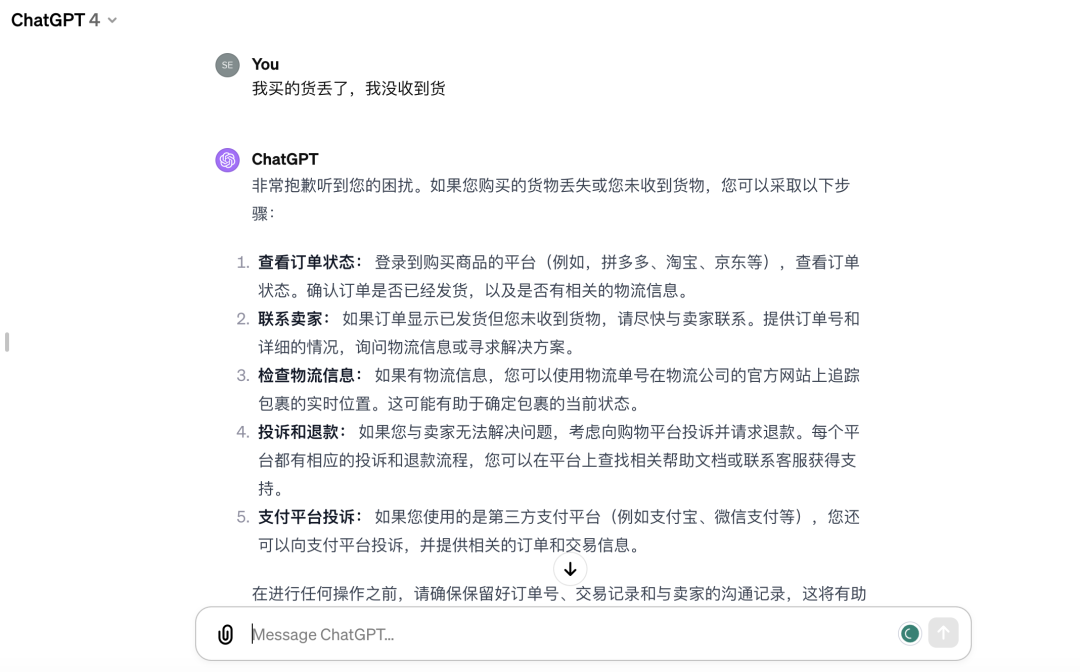 ChatGPT 4
SE
You
我买的货丢了，我没收到货
ChatGPT
非常抱歉听到您的困扰。如果您购买的货物丢失或您未收到货物，您可以采取以下步
骤：
1. 查看订单状态： 登录到购买商品的平台（例如，拼多多、淘宝、京东等），查看订单
状态。确认订单是否已经发货，以及是否有相关的物流信息。
2. 联系卖家： 如果订单显示已发货但您未收到货物，请尽快与卖家联系。提供订单号和
详细的情况，询问物流信息或寻求解决方案。
3. 检查物流信息： 如果有物流信息，您可以使用物流单号在物流公司的官方网站上追踪
包裹的实时位置。这可能有助于确定包裹的当前状态。
4. 投诉和退款： 如果您与卖家无法解决问题，考虑向购物平台投诉并请求退款。每个平
台都有相应的投诉和退款流程，您可以在平台上查找相关帮助文档或联系客服获得支
持。
5. 支付平台投诉： 如果您使用的是第三方支付平台（例如支付宝、微信支付等），您还
可以向支付平台投诉，并提供相关的订单和交易信息。
在进行任何操作之前，请确保保留好订单号、交易记录和与卖家的沟通记录，这将有助
Message ChatGPT...